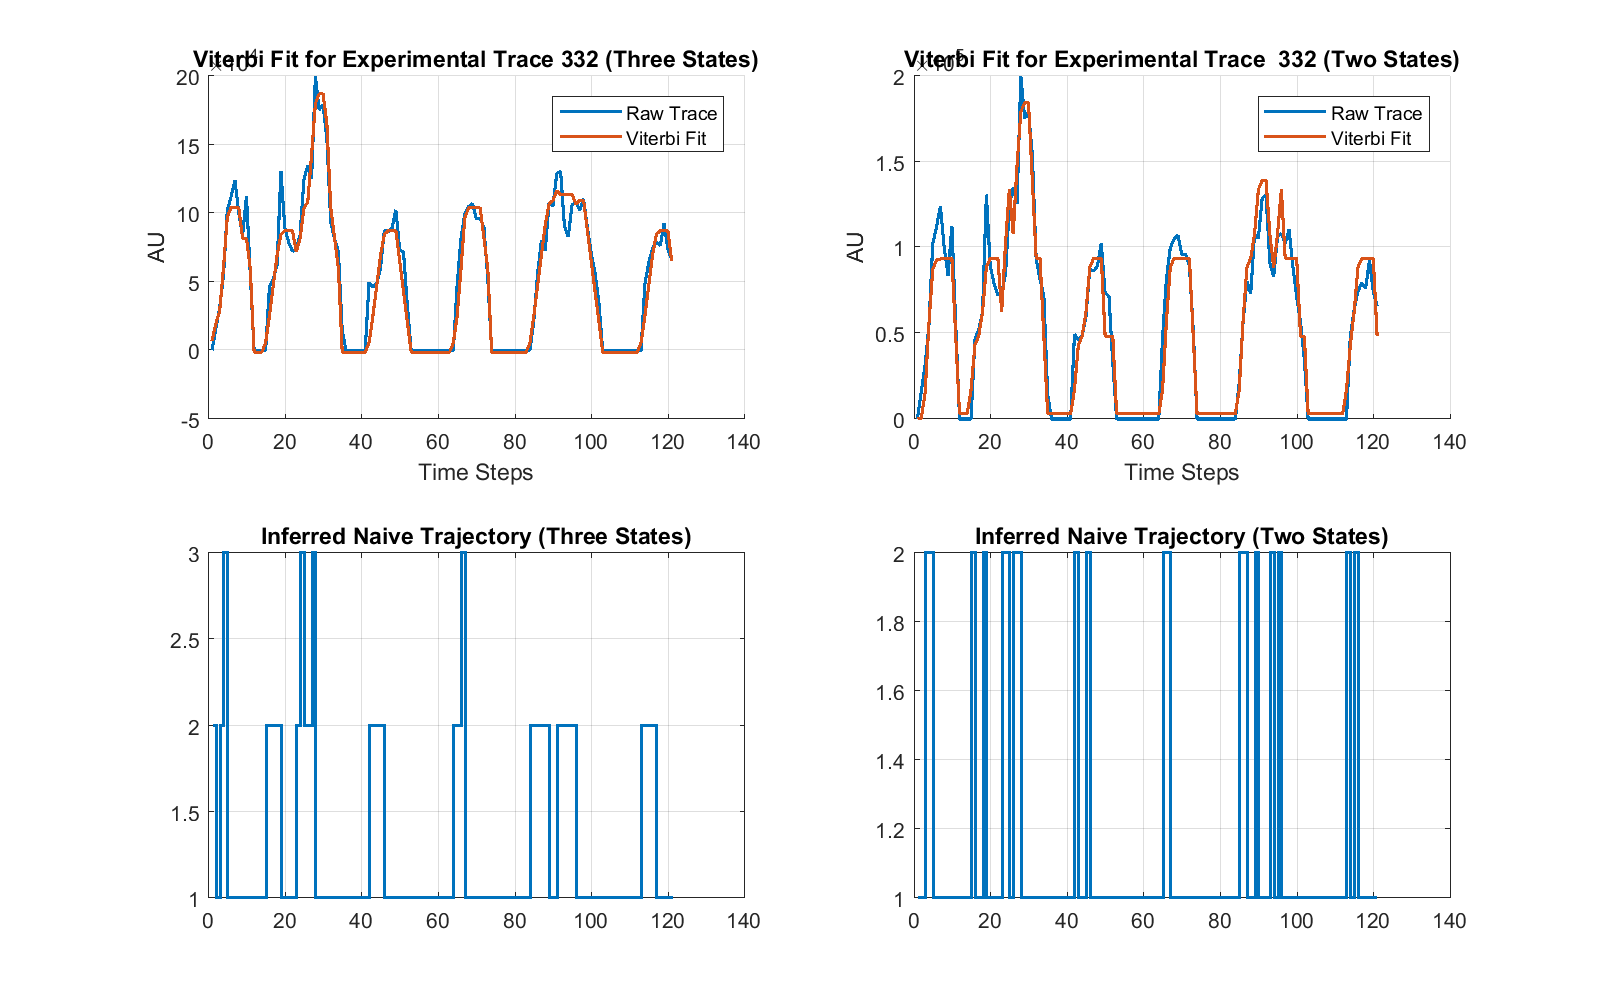 Viterbi Fit for Experimental Trace 332 (Three States)
20
15
10
5
0
-5
AU
0 20 40 60 80 100 120 140
Time Steps
Raw Trace
Viterbi Fit
Viterbi Fit for Experimental Trace 332 (Two States)
2
1.5
1
0.5
0
AU
0 20 40 60 80 100 120 140
Time Steps
Raw Trace
Viterbi Fit
Inferred Naive Trajectory (Three States)
3
2.5
2
1.5
1
0 20 40 60 80 100 120 140
Inferred Naive Trajectory (Two States)
2
1.8
1.6
1.4
1.2
1
0 20 40 60 80 100 120 140